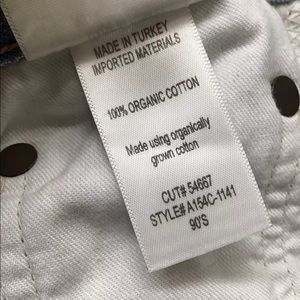 MADE IN TURKEY
IMPORTED MATERIALS
100% ORGANIC COTTON
Made using organically
grown cotton
CUT# 54667
STYLE# A154C-1141
90'S